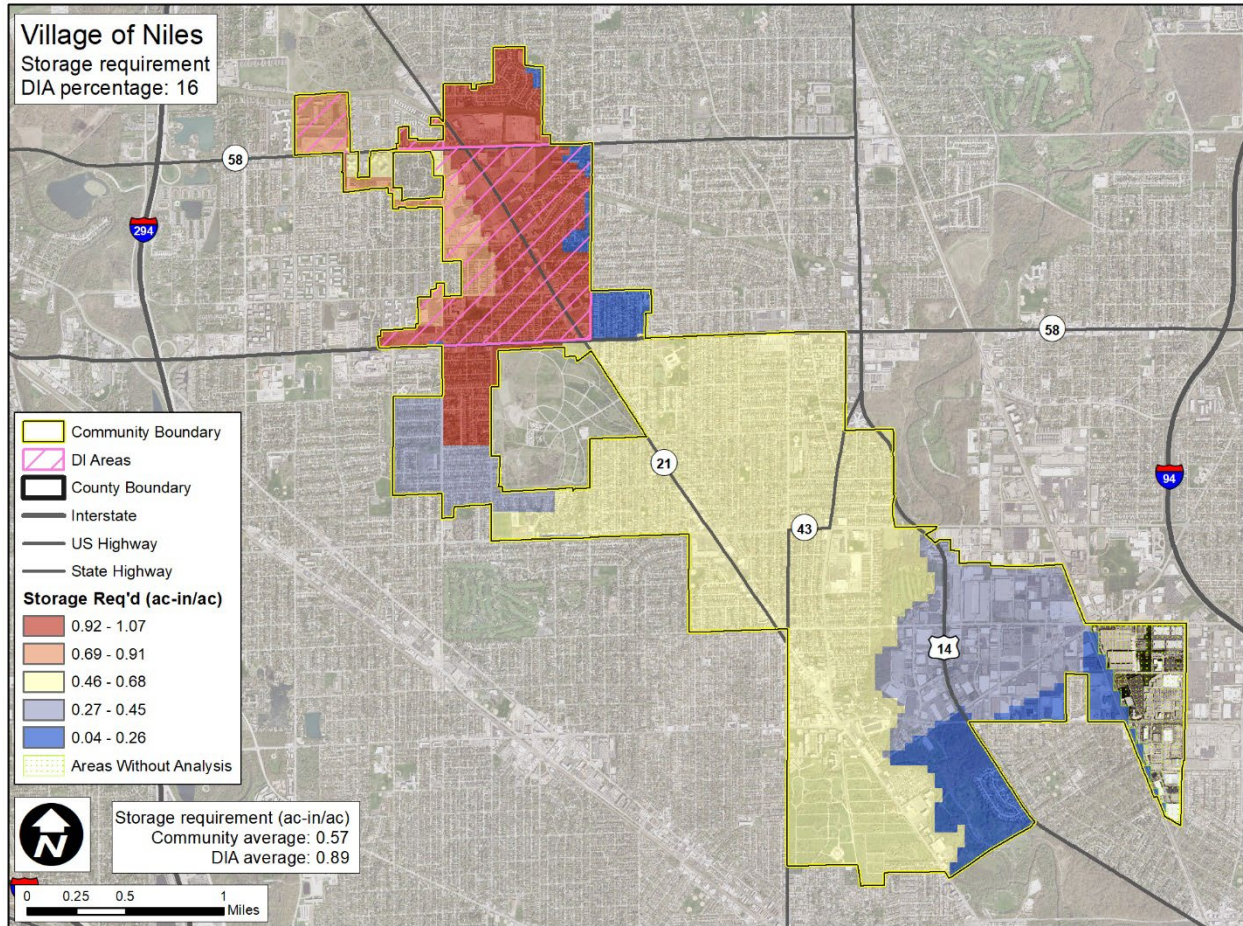 Village of Niles
Storage requirement
DIA percentage: 16
58
294
58
21
43
94
14
Community Boundary
DI Areas
County Boundary
Interstate
US Highway
State Highway
Storage Req'd (ac-in/ac)
0.92 - 1.07
0.69 - 0.91
0.46 - 0.68
0.27 - 0.45
0.04 - 0.26
Areas Without Analysis
N
Storage requirement (ac-in/ac)
Community average: 0.57
DIA average: 0.89
0 0.25 0.5 1
Miles